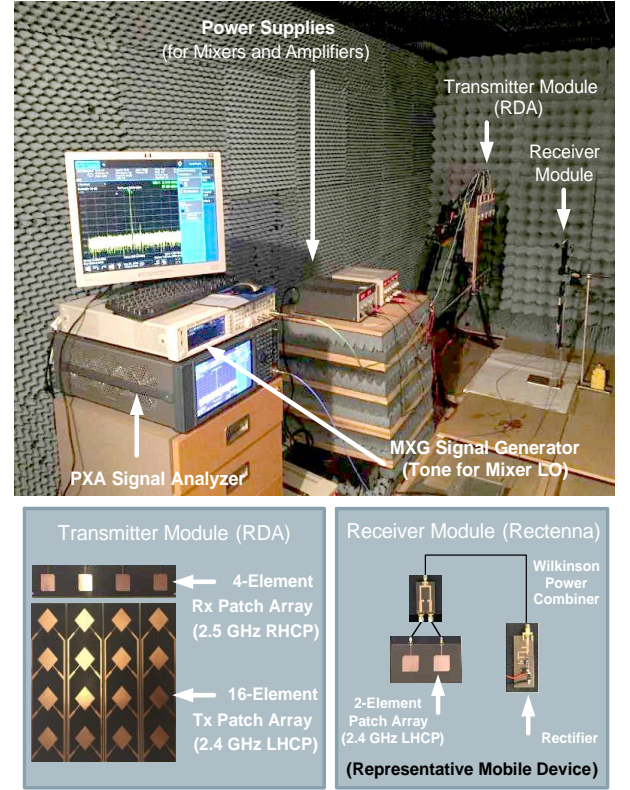 Power Supplies
(for Mixers and Amplifiers)
Transmitter Module
(RDA)
Receiver
Module
MXG Signal Generator
(Tone for Mixer LO)
PXA Signal Analyzer
Transmitter Module (RDA)
4-Element
Rx Patch Array
(2.5 GHz RHCP)
16-Element
Tx Patch Array
(2.4 GHz LHCP)
Receiver Module (Rectenna)
Wilkinson
Power
Combiner
2-Element
Patch Array
(2.4 GHz LHCP)
Rectifier
(Representative Mobile Device)